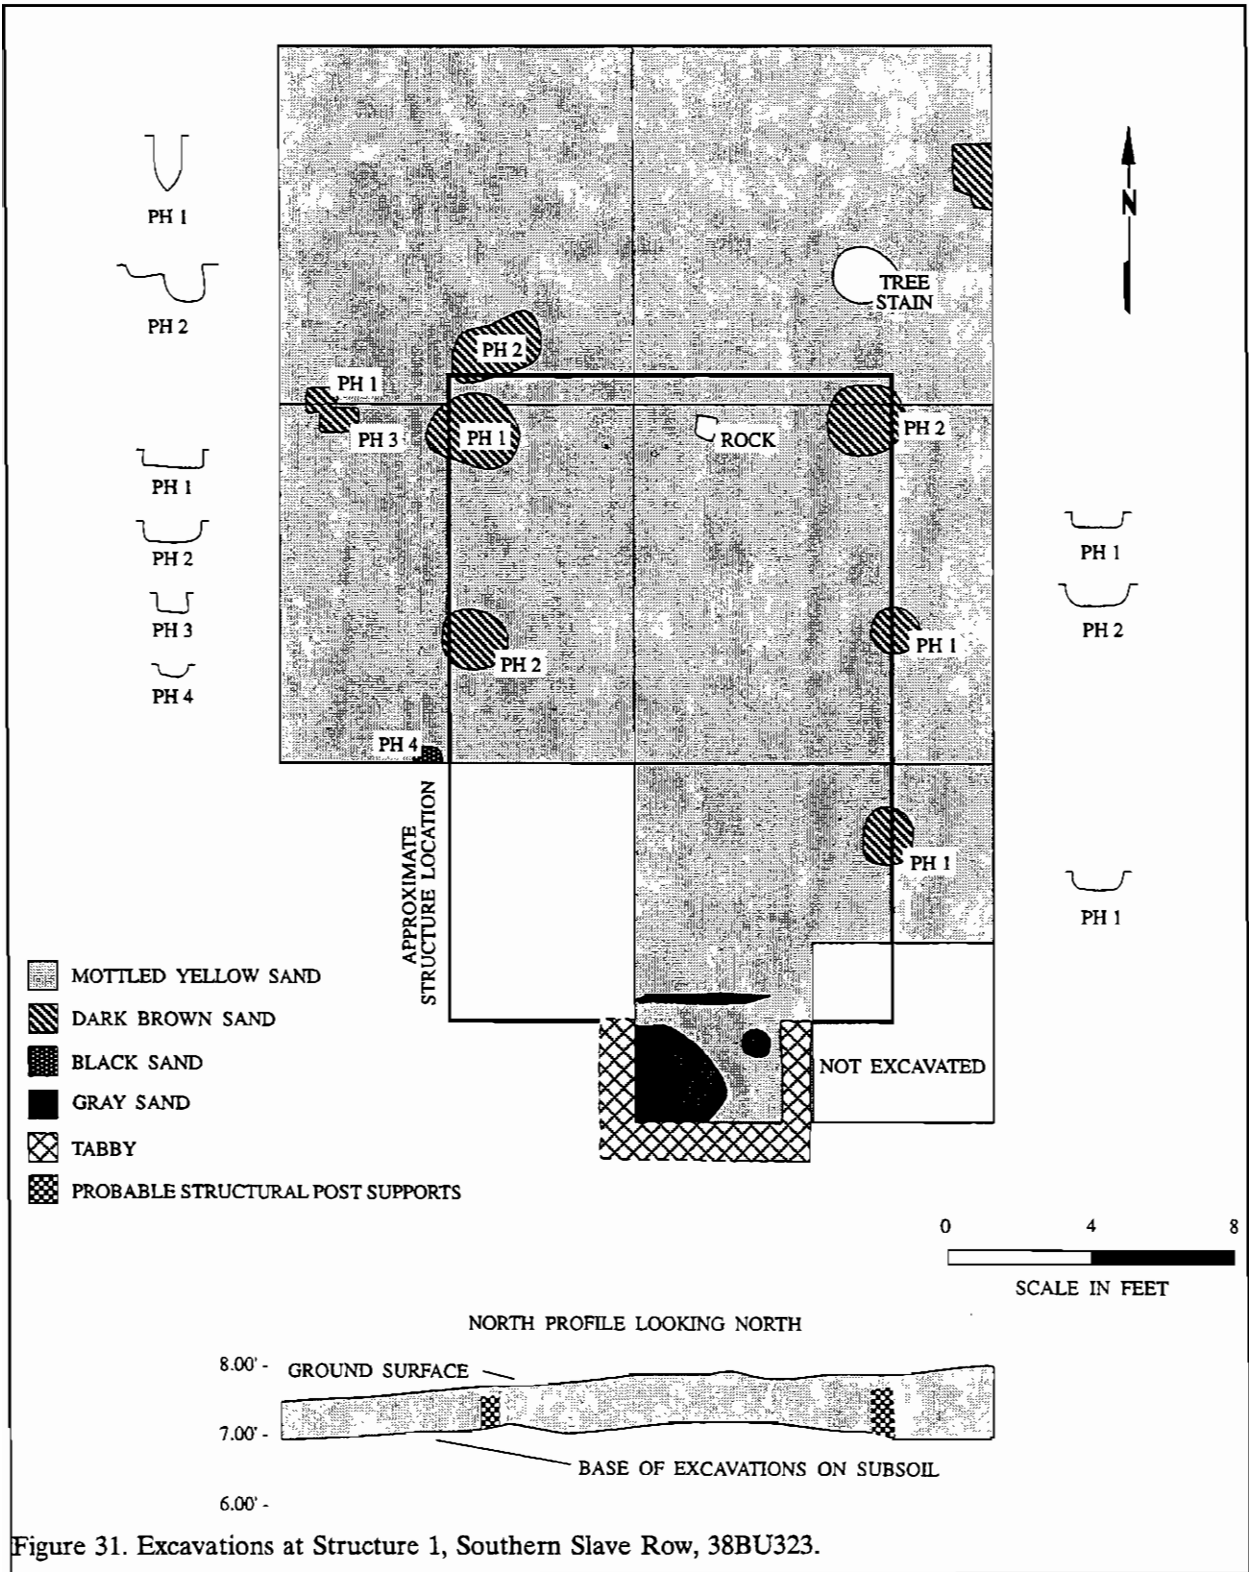 PH 1
PH 2
N
TREE
STAIN
PH 2
PH 1
PH 3
PH 1
ROCK
PH 2
PH 1
PH 2
PH 3
PH 4
PH 1
PH 2
PH 2
PH 1
PH 4
APPROXIMATE
STRUCTURE LOCATION
PH 1
PH 1
NOT EXCAVATED
MOTTLED YELLOW SAND
DARK BROWN SAND
BLACK SAND
GRAY SAND
TABBY
PROBABLE STRUCTURAL POST SUPPORTS
0 4 8
SCALE IN FEET
NORTH PROFILE LOOKING NORTH
8.00' -
GROUND SURFACE
7.00' -
BASE OF EXCAVATIONS ON SUBSOIL
6.00' -
Figure 31. Excavations at Structure 1, Southern Slave Row, 38BU323.